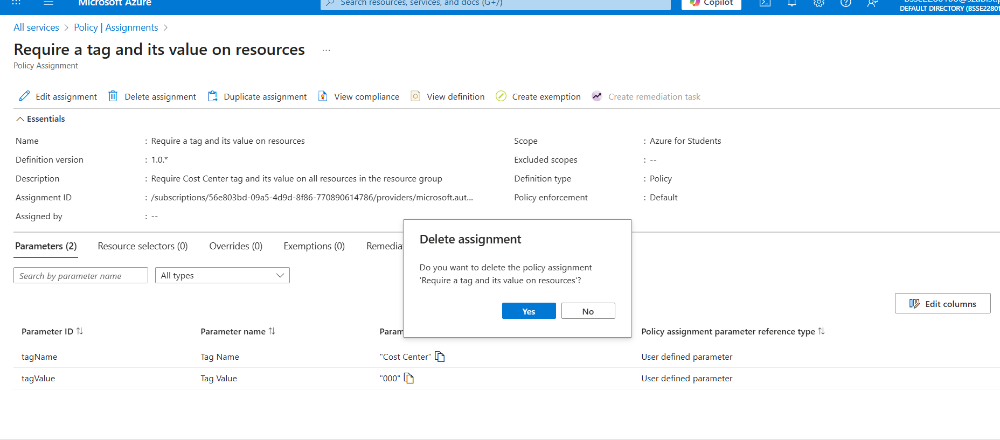 Microsoft Azure
Search resources, services, and docs (G+/)
Copilot
DEFAULT DIRECTORY (BSSE22801
All services > Policy | Assignments >
Require a tag and its value on resources ...
Policy Assignment
Edit assignment Delete assignment Duplicate assignment View compliance View definition Create exemption Create remediation task
Essentials
Name : Require a tag and its value on resources Scope : Azure for Students
Definition version : 1.0.* Excluded scopes : --
Description : Require Cost Center tag and its value on all resources in the resource group Definition type : Policy
Assignment ID : /subscriptions/56e803bd-09a5-4d9d-8f86-770890614786/providers/microsoft.aut... Policy enforcement : Default
Assigned by : --
Parameters (2) Resource selectors (0) Overrides (0) Exemptions (0) Remedia
Delete assignment
Do you want to delete the policy assignment
'Require a tag and its value on resources'?
Yes No
Search by parameter name All types
Edit columns
Parameter ID Parameter name Param Policy assignment parameter reference type
tagName Tag Name "Cost Center" User defined parameter
tagValue Tag Value "000" User defined parameter